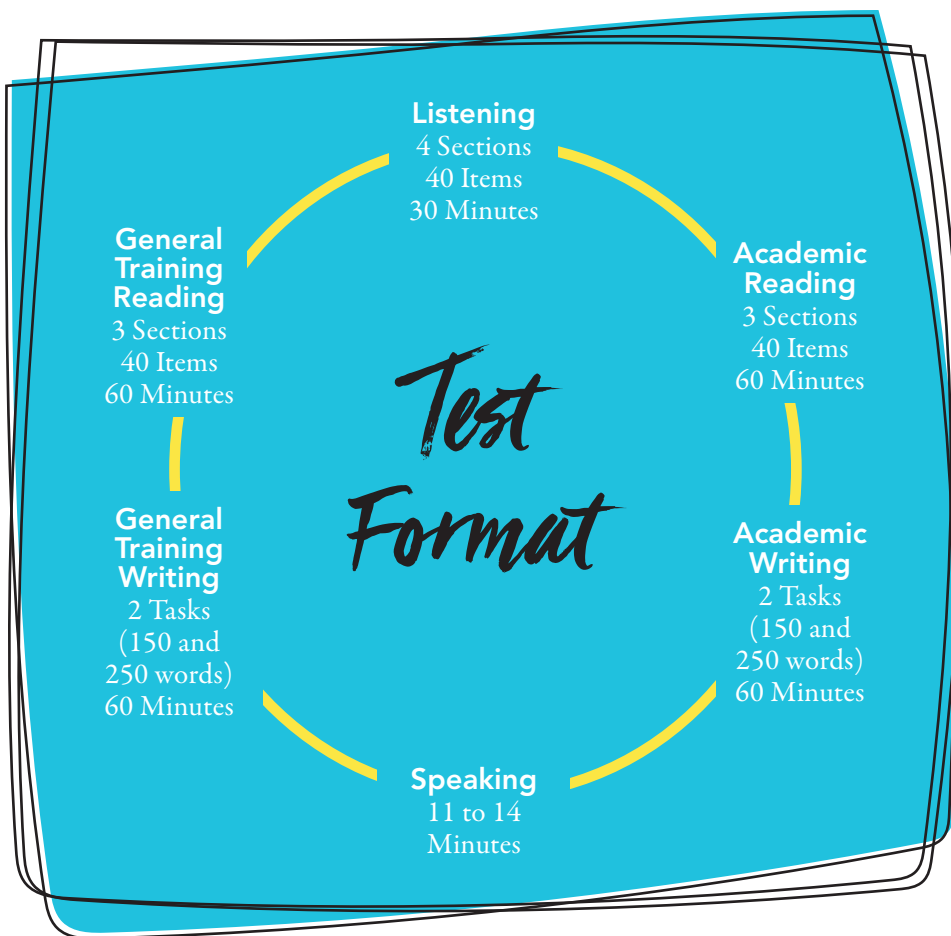 Listening
4 Sections
40 Items
30 Minutes
General
Training
Reading
3 Sections
40 Items
60 Minutes
Academic
Reading
3 Sections
40 Items
60 Minutes
Test
Format
General
Training
Writing
2 Tasks
(150 and
250 words)
60 Minutes
Academic
Writing
2 Tasks
(150 and
250 words)
60 Minutes
Speaking
11 to 14
Minutes